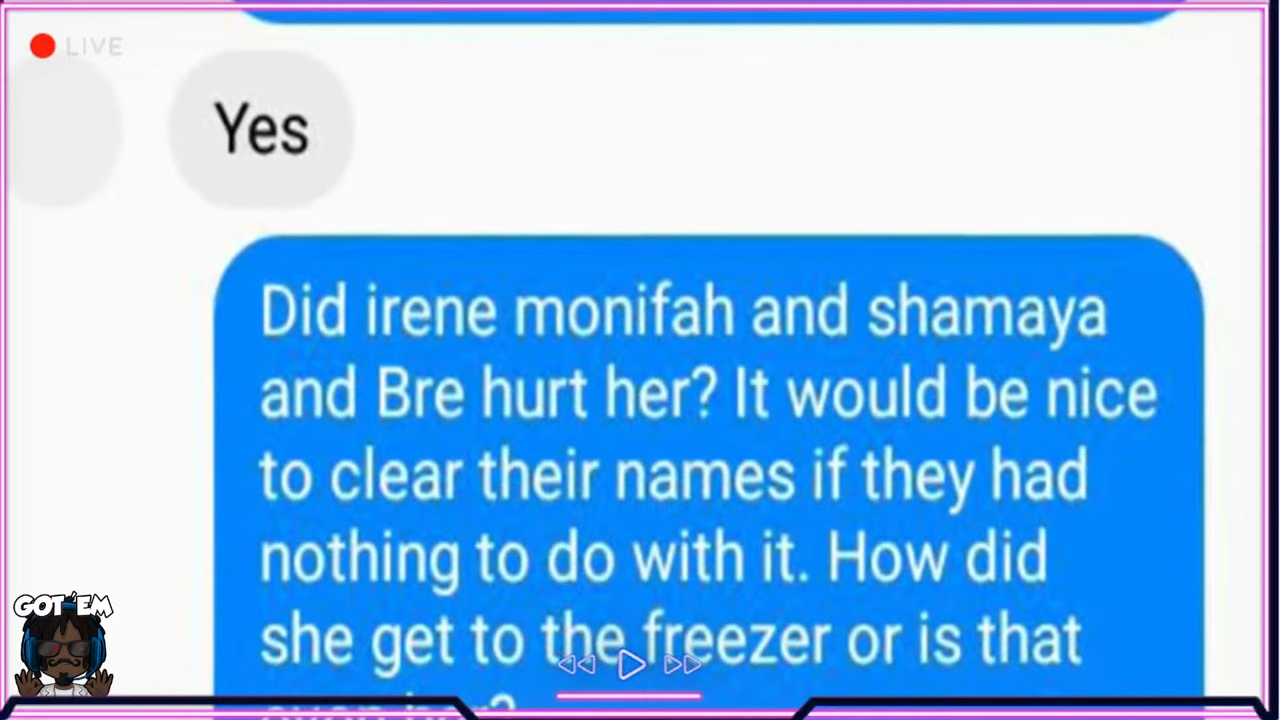 LIVE
Yes
Did irene monifah and shamaya
and Bre hurt her? It would be nice
to clear their names if they had
nothing to do with it. How did
she get to the freezer or is that
GOT 'EM